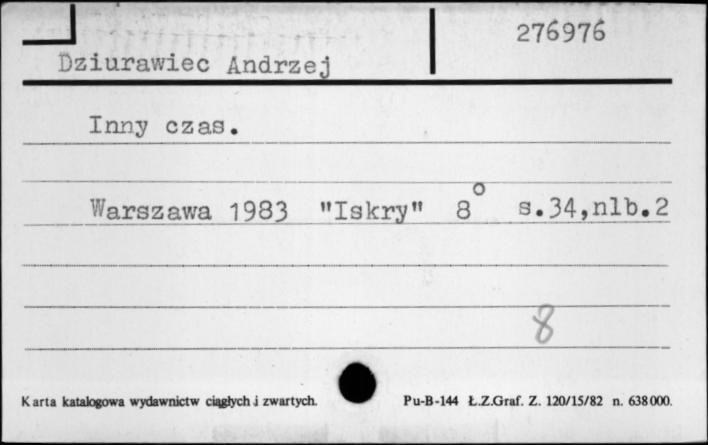 276976
Dziurawiec Andrzej
Inny czas.
Warszawa 1983 "Iskry" 8° s.34,nlb.2
8
Karta katalogowa wydawnictw ciągłych i zwartych. Pu-B-144 Ł.Z.Graf. Z. 120/15/82 n. 638000.